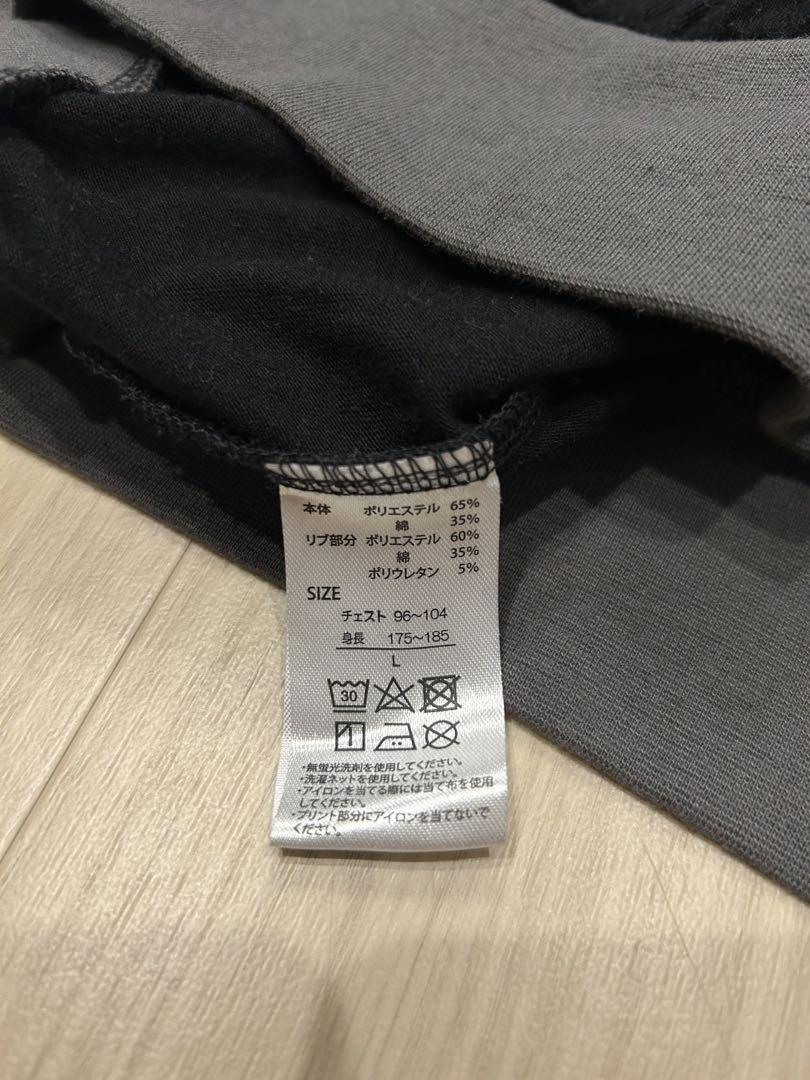 本体 ポリエステル 65%
綿 35%
リブ部分 ポリエステル 60%
綿 35%
ポリウレタン 5%
SIZE
チェスト 96~104
身長 175~185
L
30
・無蛍光洗剤を使用してください。
・洗濯ネットを使用してください。
・アイロンを当てる際には当て布を使用
してください。
・プリント部分にアイロンを当てないで
ください。